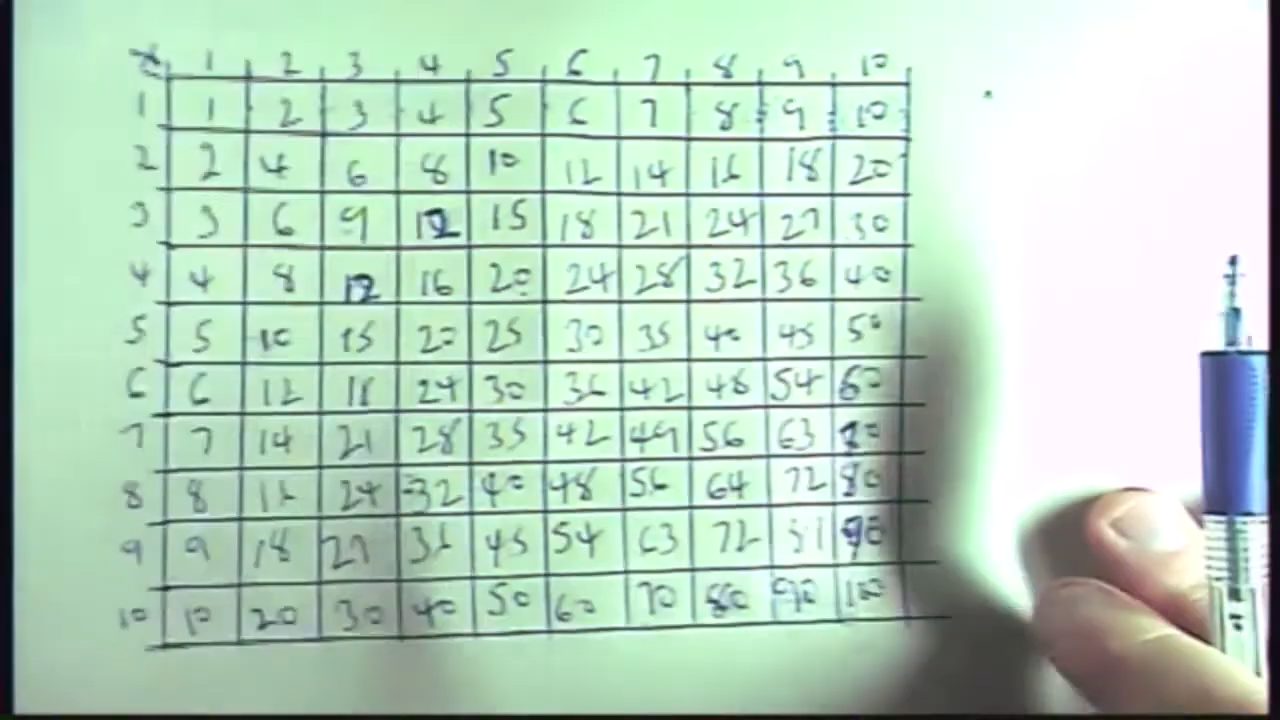 x 1 2 3 4 5 6 7 8 9 10
1 1 2 3 4 5 6 7 8 9 10
2 2 4 6 8 10 12 14 16 18 20
3 3 6 9 12 15 18 21 24 27 30
4 4 8 12 16 20 24 28 32 36 40
5 5 10 15 20 25 30 35 40 45 50
6 6 12 18 24 30 36 42 48 54 60
7 7 14 21 28 35 42 49 56 63 70
8 8 16 24 32 40 48 56 64 72 80
9 9 18 27 36 45 54 63 72 81 90
10 10 20 30 40 50 60 70 80 90 100